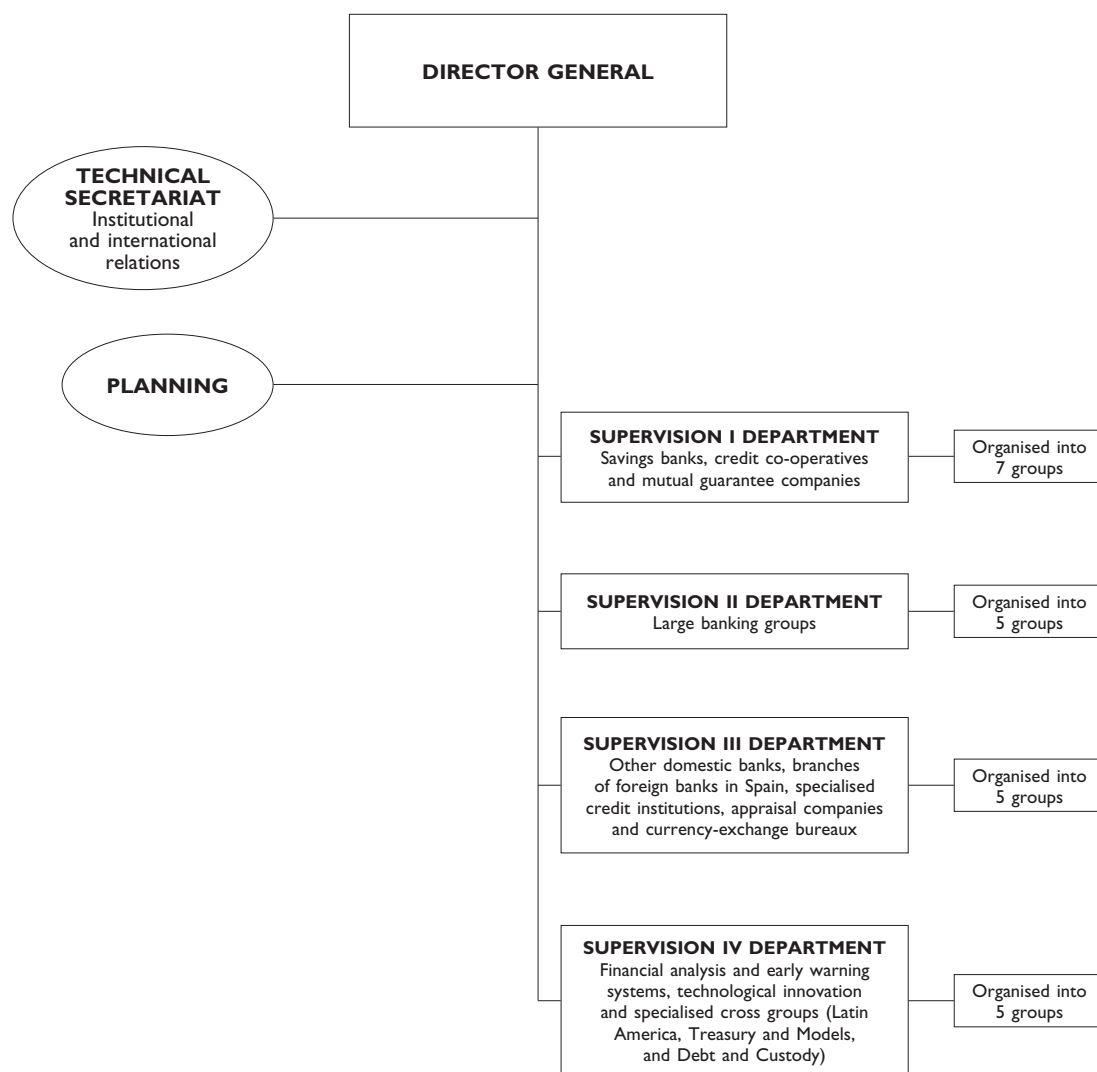 DIRECTOR GENERAL
TECHNICAL
SECRETARIAT
Institutional
and international
relations
PLANNING
SUPERVISION I DEPARTMENT
Savings banks, credit co-operatives
and mutual guarantee companies
Organised into
7 groups
SUPERVISION II DEPARTMENT
Large banking groups
Organised into
5 groups
SUPERVISION III DEPARTMENT
Other domestic banks, branches
of foreign banks in Spain, specialised
credit institutions, appraisal companies
and currency-exchange bureaux
Organised into
5 groups
SUPERVISION IV DEPARTMENT
Financial analysis and early warning
systems, technological innovation
and specialised cross groups (Latin
America, Treasury and Models,
and Debt and Custody)
Organised into
5 groups